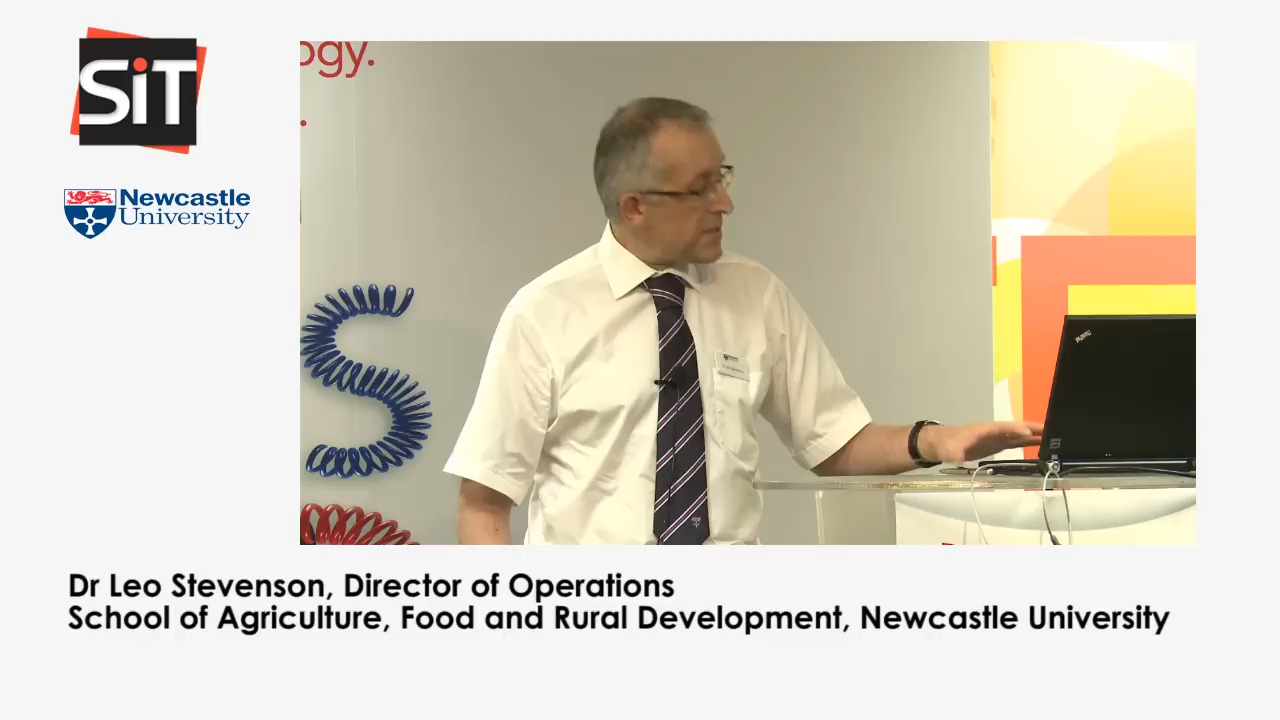 SiT
Newcastle
University
ogy.
.
S
ThinkPad
Dr Leo Stevenson, Director of Operations
School of Agriculture, Food and Rural Development, Newcastle University